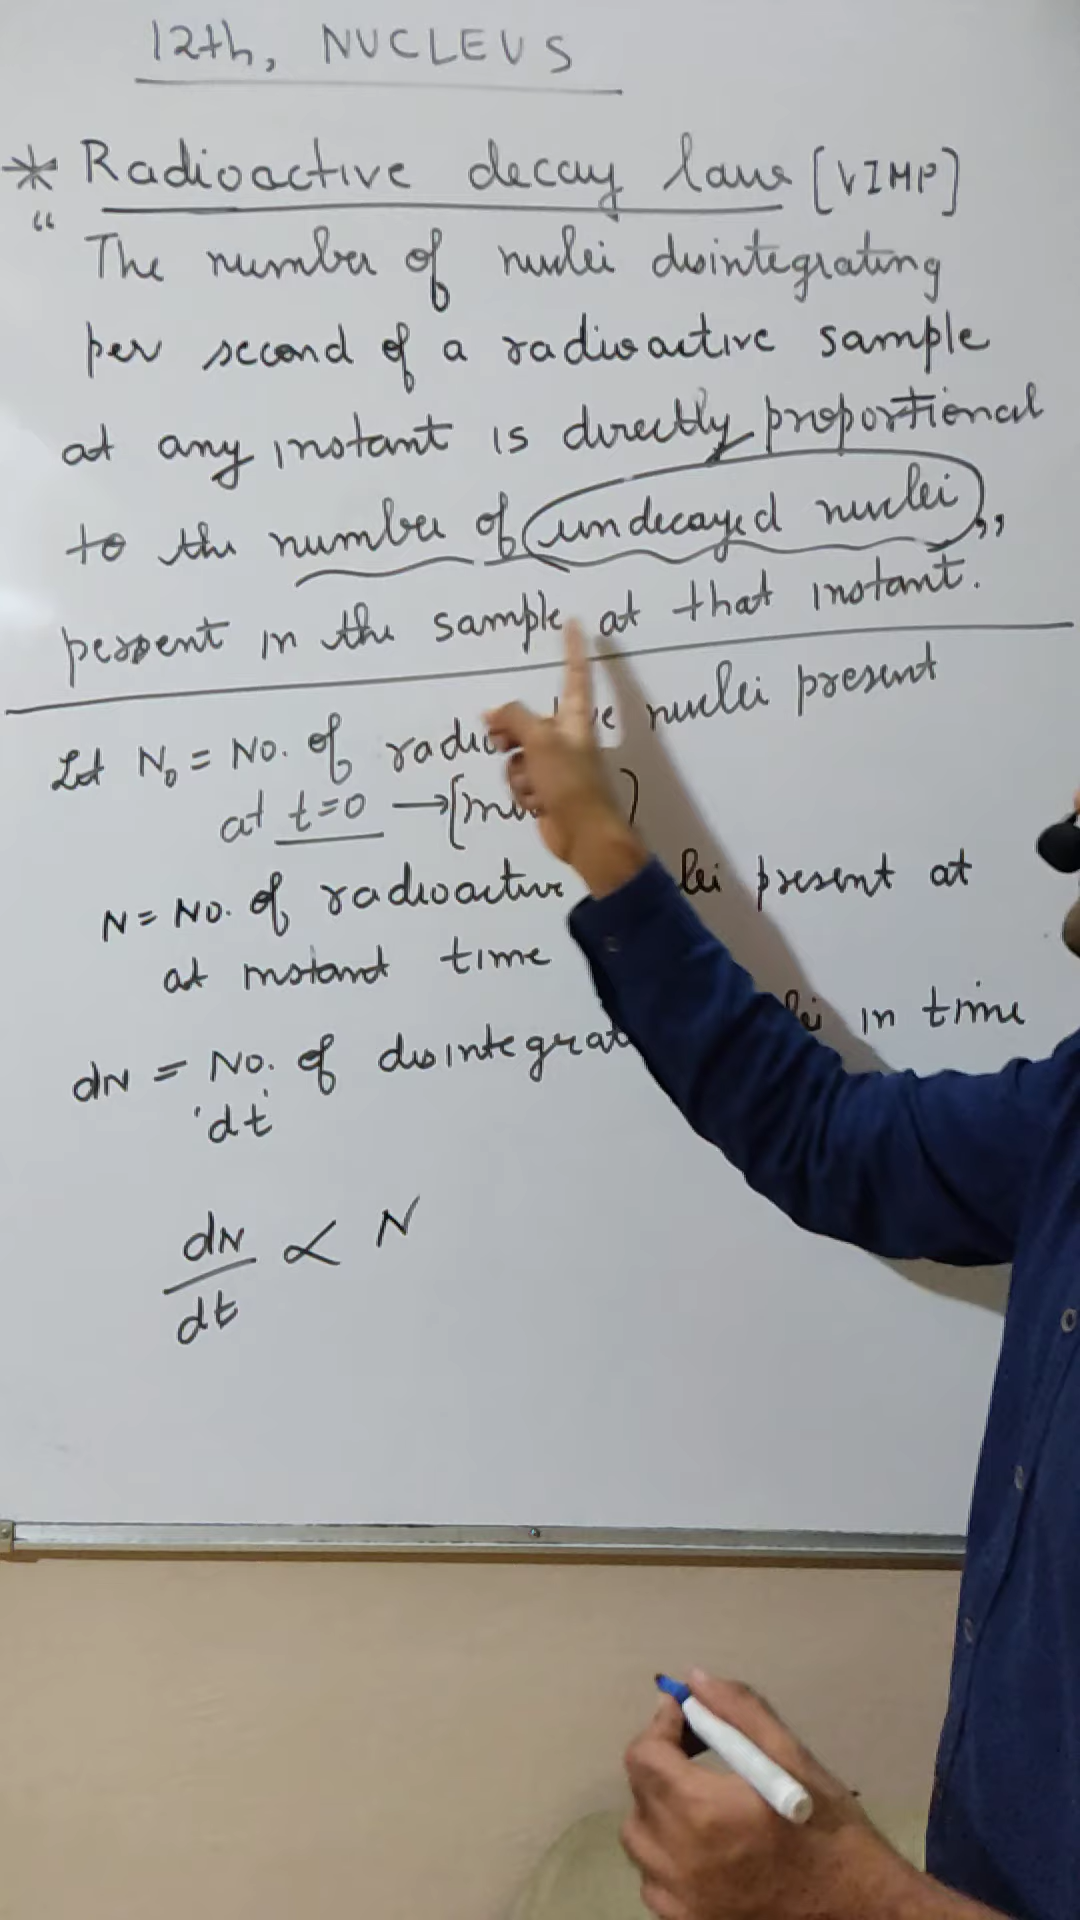 12th, NUCLEUS
* Radioactive decay law [VIMP]
“ The number of nuclei disintegrating
per second of a radioactive sample
at any instant is directly proportional
to the number of undecayed nuclei ,,
present in the sample at that instant.
Let N₀ = No. of nuclei present
at t=0 →
N = No. of radioactive present at
at instant time
dN = No. of in time
'dt'
dN/dt ∝ N